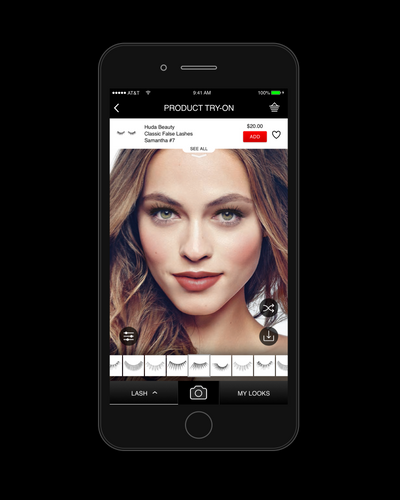 AT&T
9:41 AM
100%
PRODUCT TRY-ON
Huda Beauty
Classic False Lashes
Samantha #7
$20.00
ADD
SEE ALL
LASH
MY LOOKS